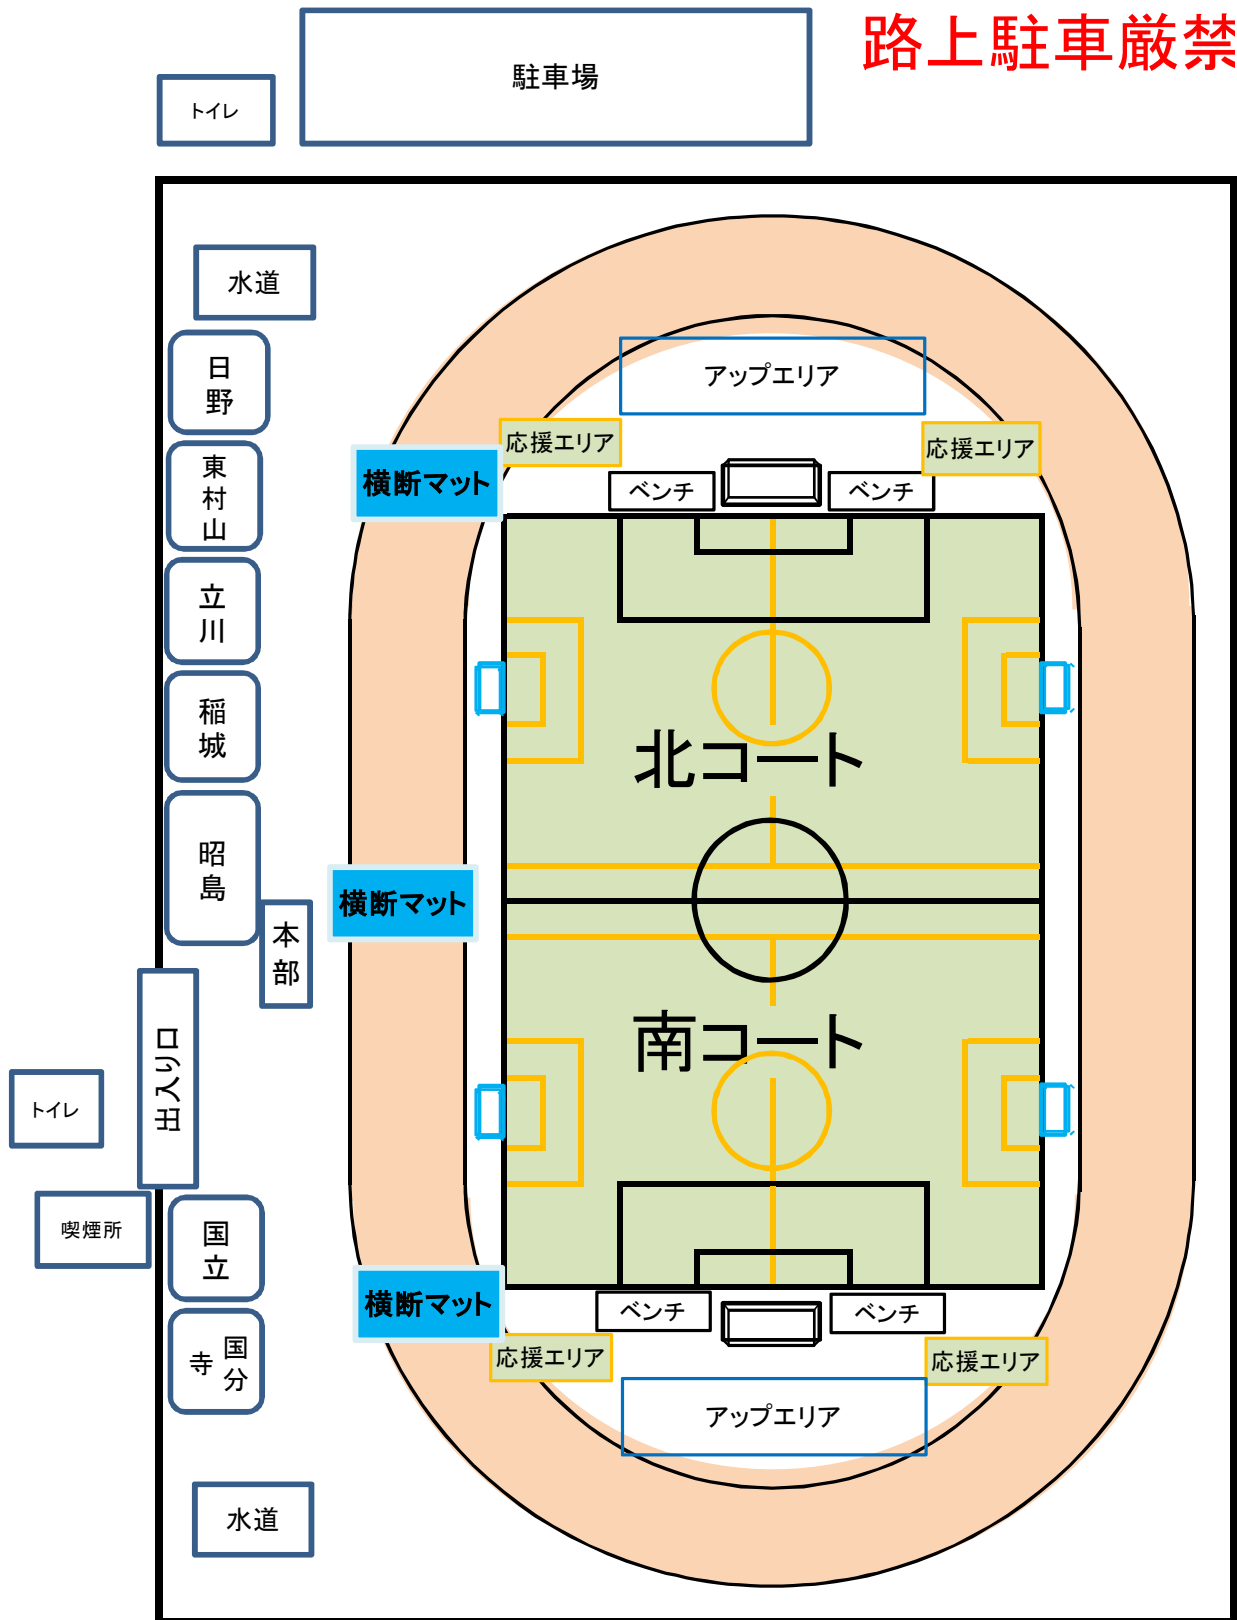 路上駐車厳禁
駐車場
トイレ
水道
日野
アップエリア
応援エリア
応援エリア
東村山
横断マット
ベンチ
ベンチ
立川
稲城
北コート
昭島
横断マット
本部
出入り口
南コート
トイレ
喫煙所
国立
横断マット
ベンチ
ベンチ
国分寺
応援エリア
応援エリア
アップエリア
水道